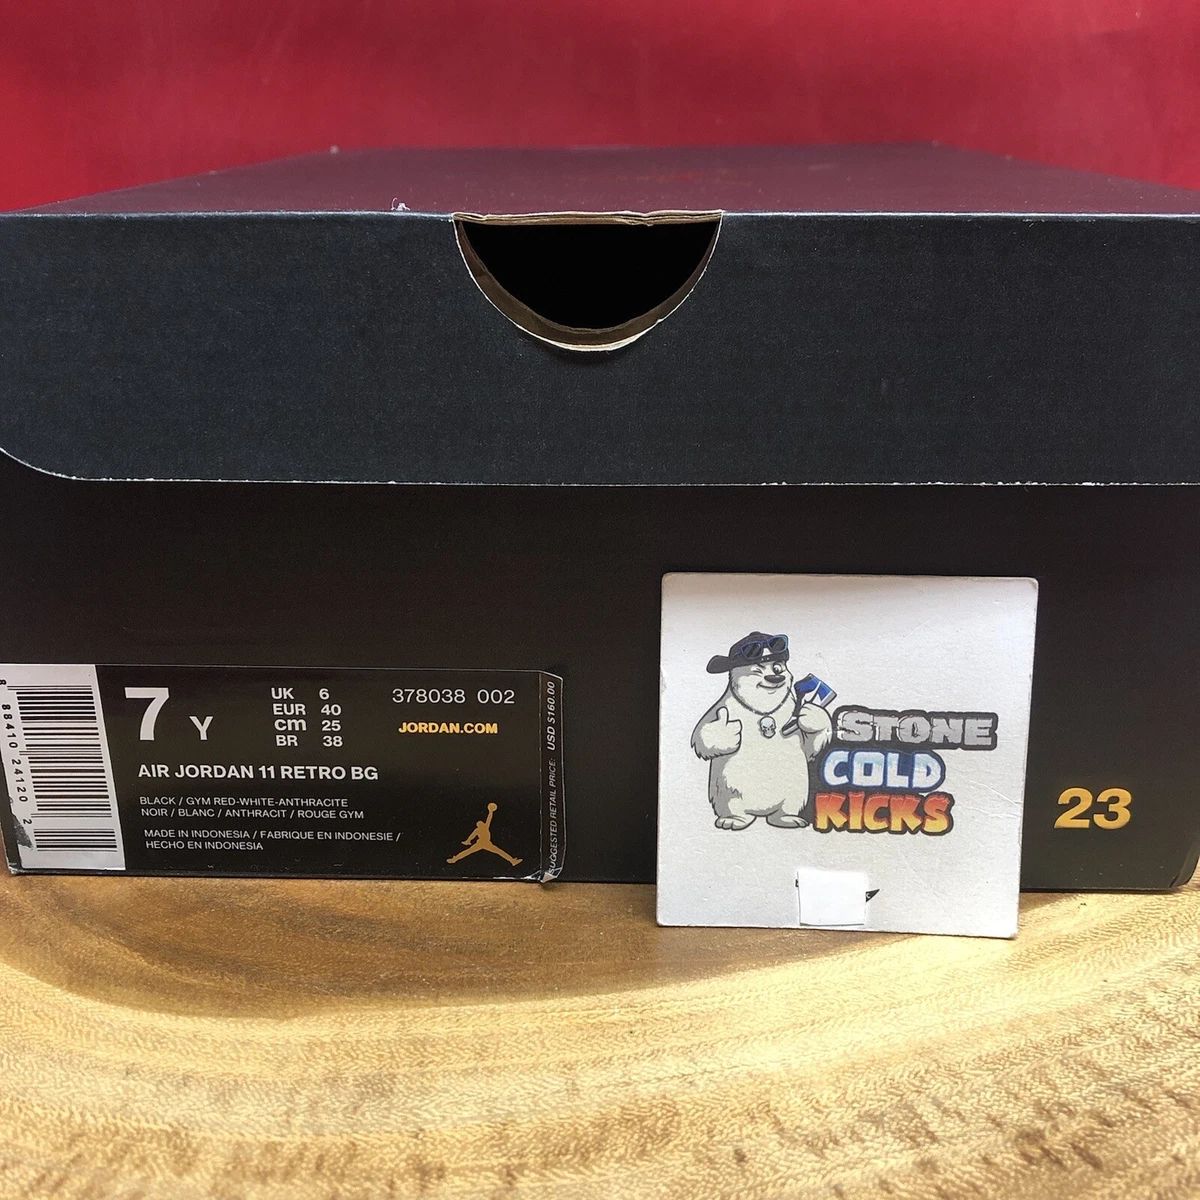 8 88410 24120 2
7 Y
UK 6
EUR 40
cm 25
BR 38
378038 002
JORDAN.COM
AIR JORDAN 11 RETRO BG
BLACK / GYM RED-WHITE-ANTHRACITE
NOIR / BLANC / ANTHRACIT / ROUGE GYM
MADE IN INDONESIA / FABRIQUE EN INDONESIE /
HECHO EN INDONESIA
SUGGESTED RETAIL PRICE: USD $160.00
STONE
COLD
KICKS
23